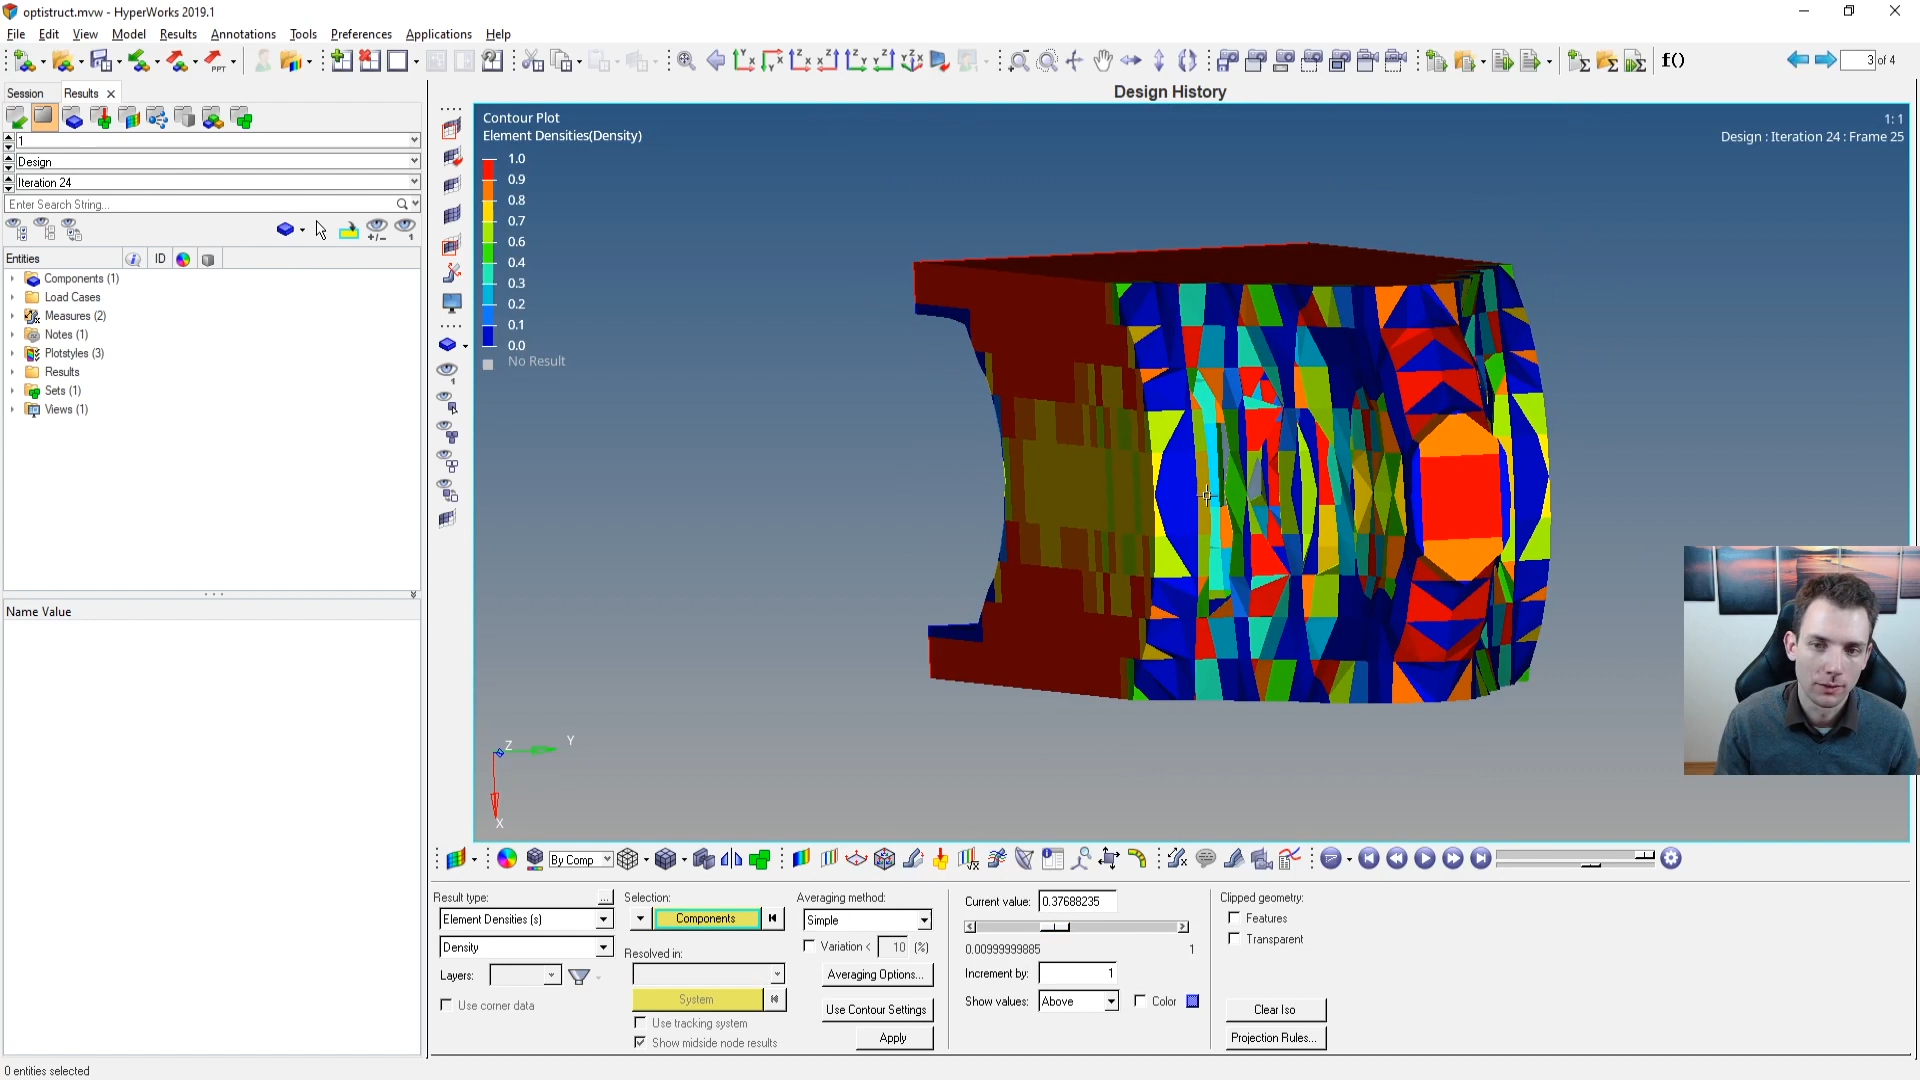 optistruct.mvw - HyperWorks 2019.1
File Edit View Model Results Annotations Tools Preferences Applications Help
PPT
f()
3 of 4
Session Results
Design History
1
Design
Iteration 24
Enter Search String...
Entities ID
Components (1)
Load Cases
Measures (2)
Notes (1)
Plotstyles (3)
Results
Sets (1)
Views (1)
Name Value
Contour Plot
Element Densities(Density)
1.0
0.9
0.8
0.7
0.6
0.4
0.3
0.2
0.1
0.0
No Result
1: 1
Design : Iteration 24 : Frame 25
Z
Y
X
By Comp
Result type: ...
Element Densities (s)
Density
Layers:
Use corner data
Selection:
Components
Resolved in:
System
Use tracking system
Show midside node results
Averaging method:
Simple
Variation < 10 (%)
Averaging Options...
Use Contour Settings
Apply
Current value: 0.37688235
0.00999999885 1
Increment by: 1
Show values: Above Color
Clipped geometry:
Features
Transparent
Clear Iso
Projection Rules...
0 entities selected